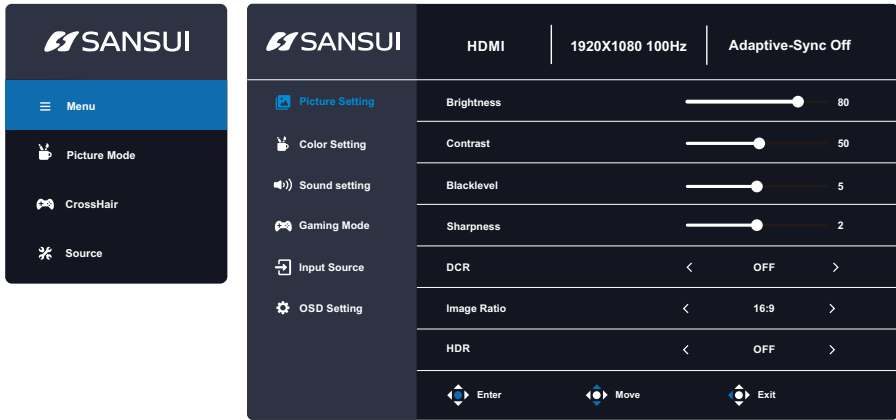 SANSUI
Menu
Picture Mode
CrossHair
Source
SANSUI
HDMI
1920X1080 100Hz
Adaptive-Sync Off
Picture Setting
Color Setting
Sound setting
Gaming Mode
Input Source
OSD Setting
Brightness 80
Contrast 50
Blacklevel 5
Sharpness 2
DCR < OFF >
Image Ratio < 16:9 >
HDR < OFF >
Enter Move Exit